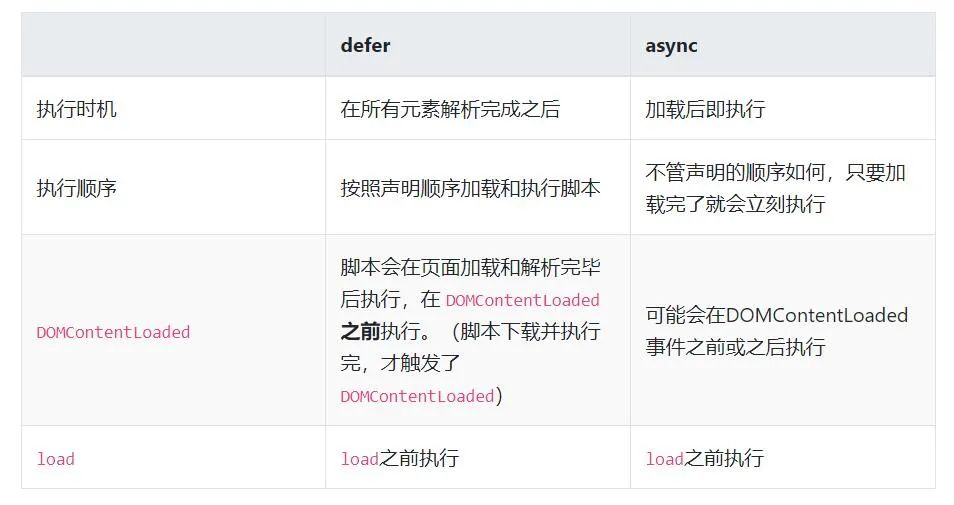 defer
async
执行时机
在所有元素解析完成之后
加载后即执行
执行顺序
按照声明顺序加载和执行脚本
不管声明的顺序如何，只要加
载完了就会立刻执行
DOMContentLoaded
脚本会在页面加载和解析完毕
后执行，在 DOMContentLoaded
之前执行。（脚本下载并执行
完，才触发了
DOMContentLoaded）
可能会在DOMContentLoaded
事件之前或之后执行
load
load之前执行
load之前执行